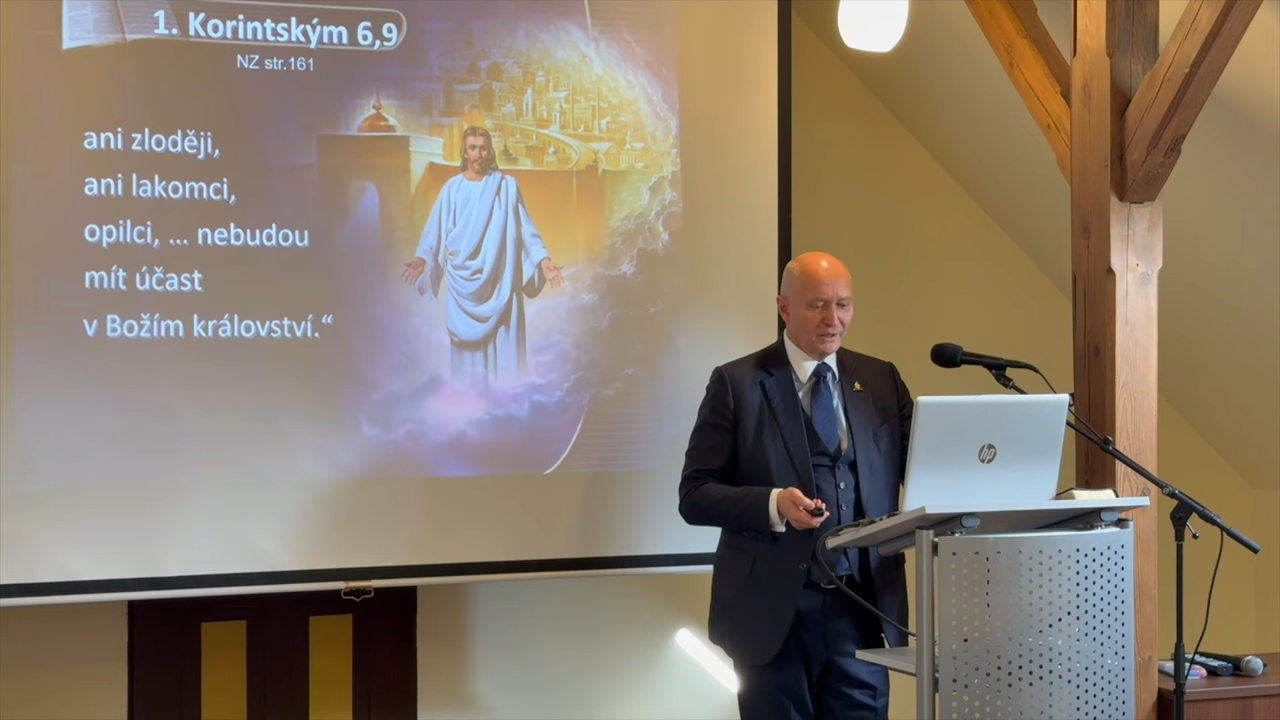 1. Korintským 6,9
NZ str.161
ani zloději,
ani lakomci,
opilci, ... nebudou
mít účast
v Božím království.“
hp